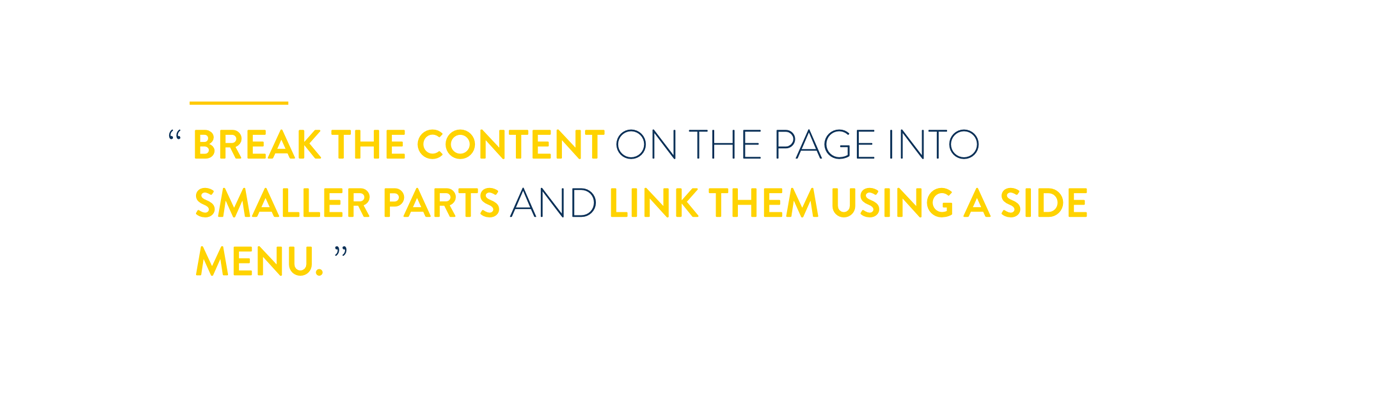 “ BREAK THE CONTENT ON THE PAGE INTO
SMALLER PARTS AND LINK THEM USING A SIDE
MENU. ”